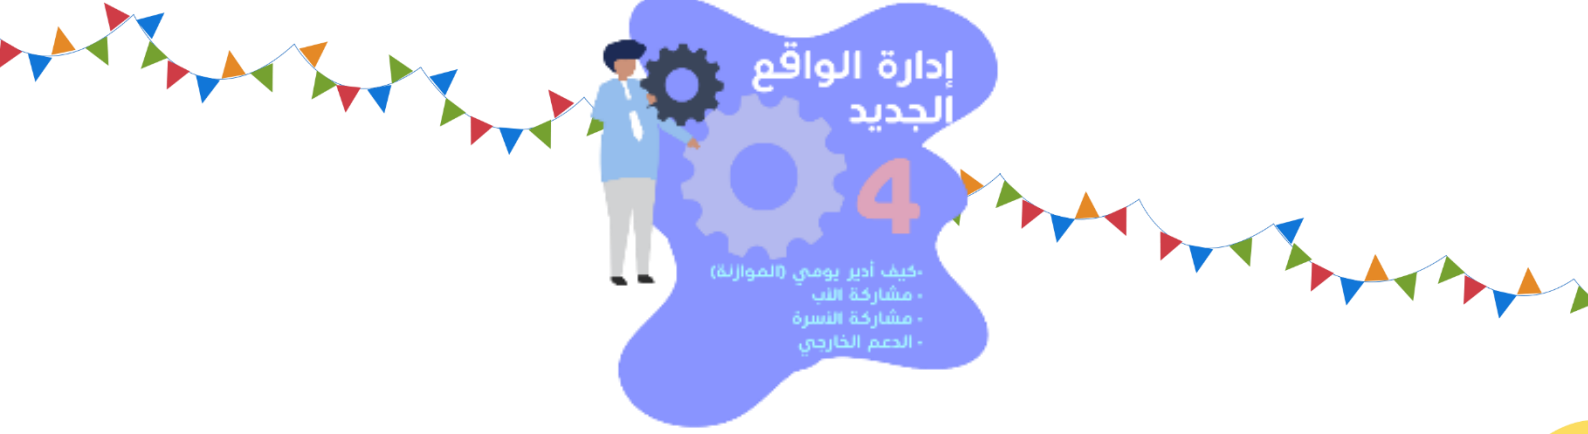 إدارة الواقع
الجديد
4
-كيف أدير يومي (الموازنة)
- مشاركة الأب
- مشاركة الأسرة
- الدعم الخارجي